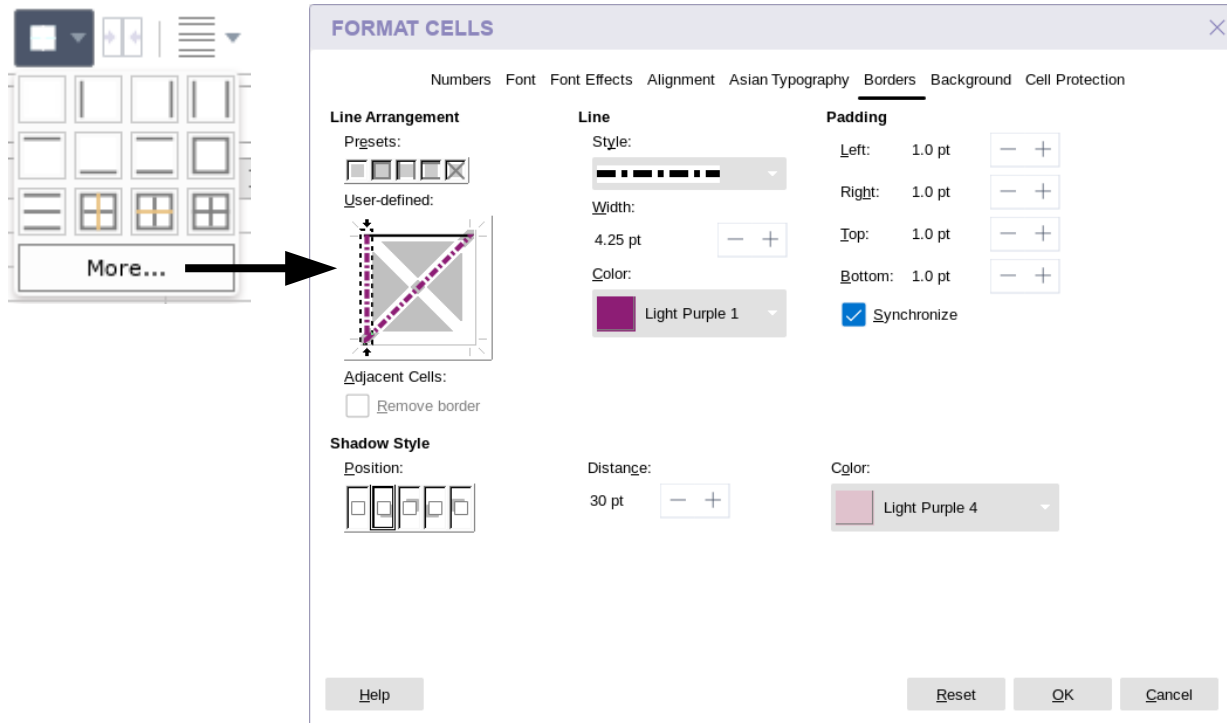 More...
FORMAT CELLS
Numbers Font Font Effects Alignment Asian Typography Borders Background Cell Protection
Line Arrangement
Presets:
User-defined:
Adjacent Cells:
Remove border
Line
Style:
Width:
4.25 pt
Color:
Light Purple 1
Padding
Left: 1.0 pt
Right: 1.0 pt
Top: 1.0 pt
Bottom: 1.0 pt
Synchronize
Shadow Style
Position:
Distance:
30 pt
Color:
Light Purple 4
Help Reset OK Cancel